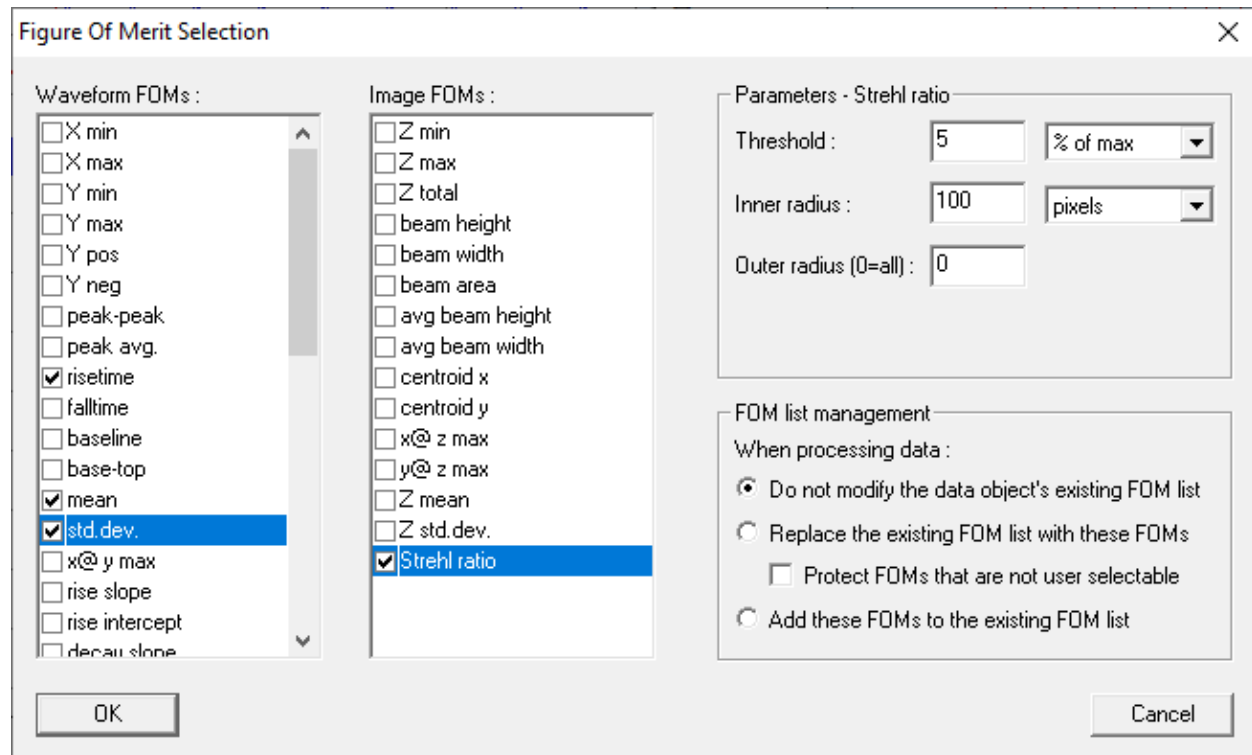 Figure Of Merit Selection
Waveform FOMs :
X min
X max
Y min
Y max
Y pos
Y neg
peak-peak
peak avg.
risetime
falltime
baseline
base-top
mean
std.dev.
x@ y max
rise slope
rise intercept
decay slope
Image FOMs :
Z min
Z max
Z total
beam height
beam width
beam area
avg beam height
avg beam width
centroid x
centroid y
x@ z max
y@ z max
Z mean
Z std.dev.
Strehl ratio
Parameters - Strehl ratio
Threshold : 5 % of max
Inner radius : 100 pixels
Outer radius (0=all) : 0
FOM list management
When processing data :
Do not modify the data object's existing FOM list
Replace the existing FOM list with these FOMs
Protect FOMs that are not user selectable
Add these FOMs to the existing FOM list
OK
Cancel